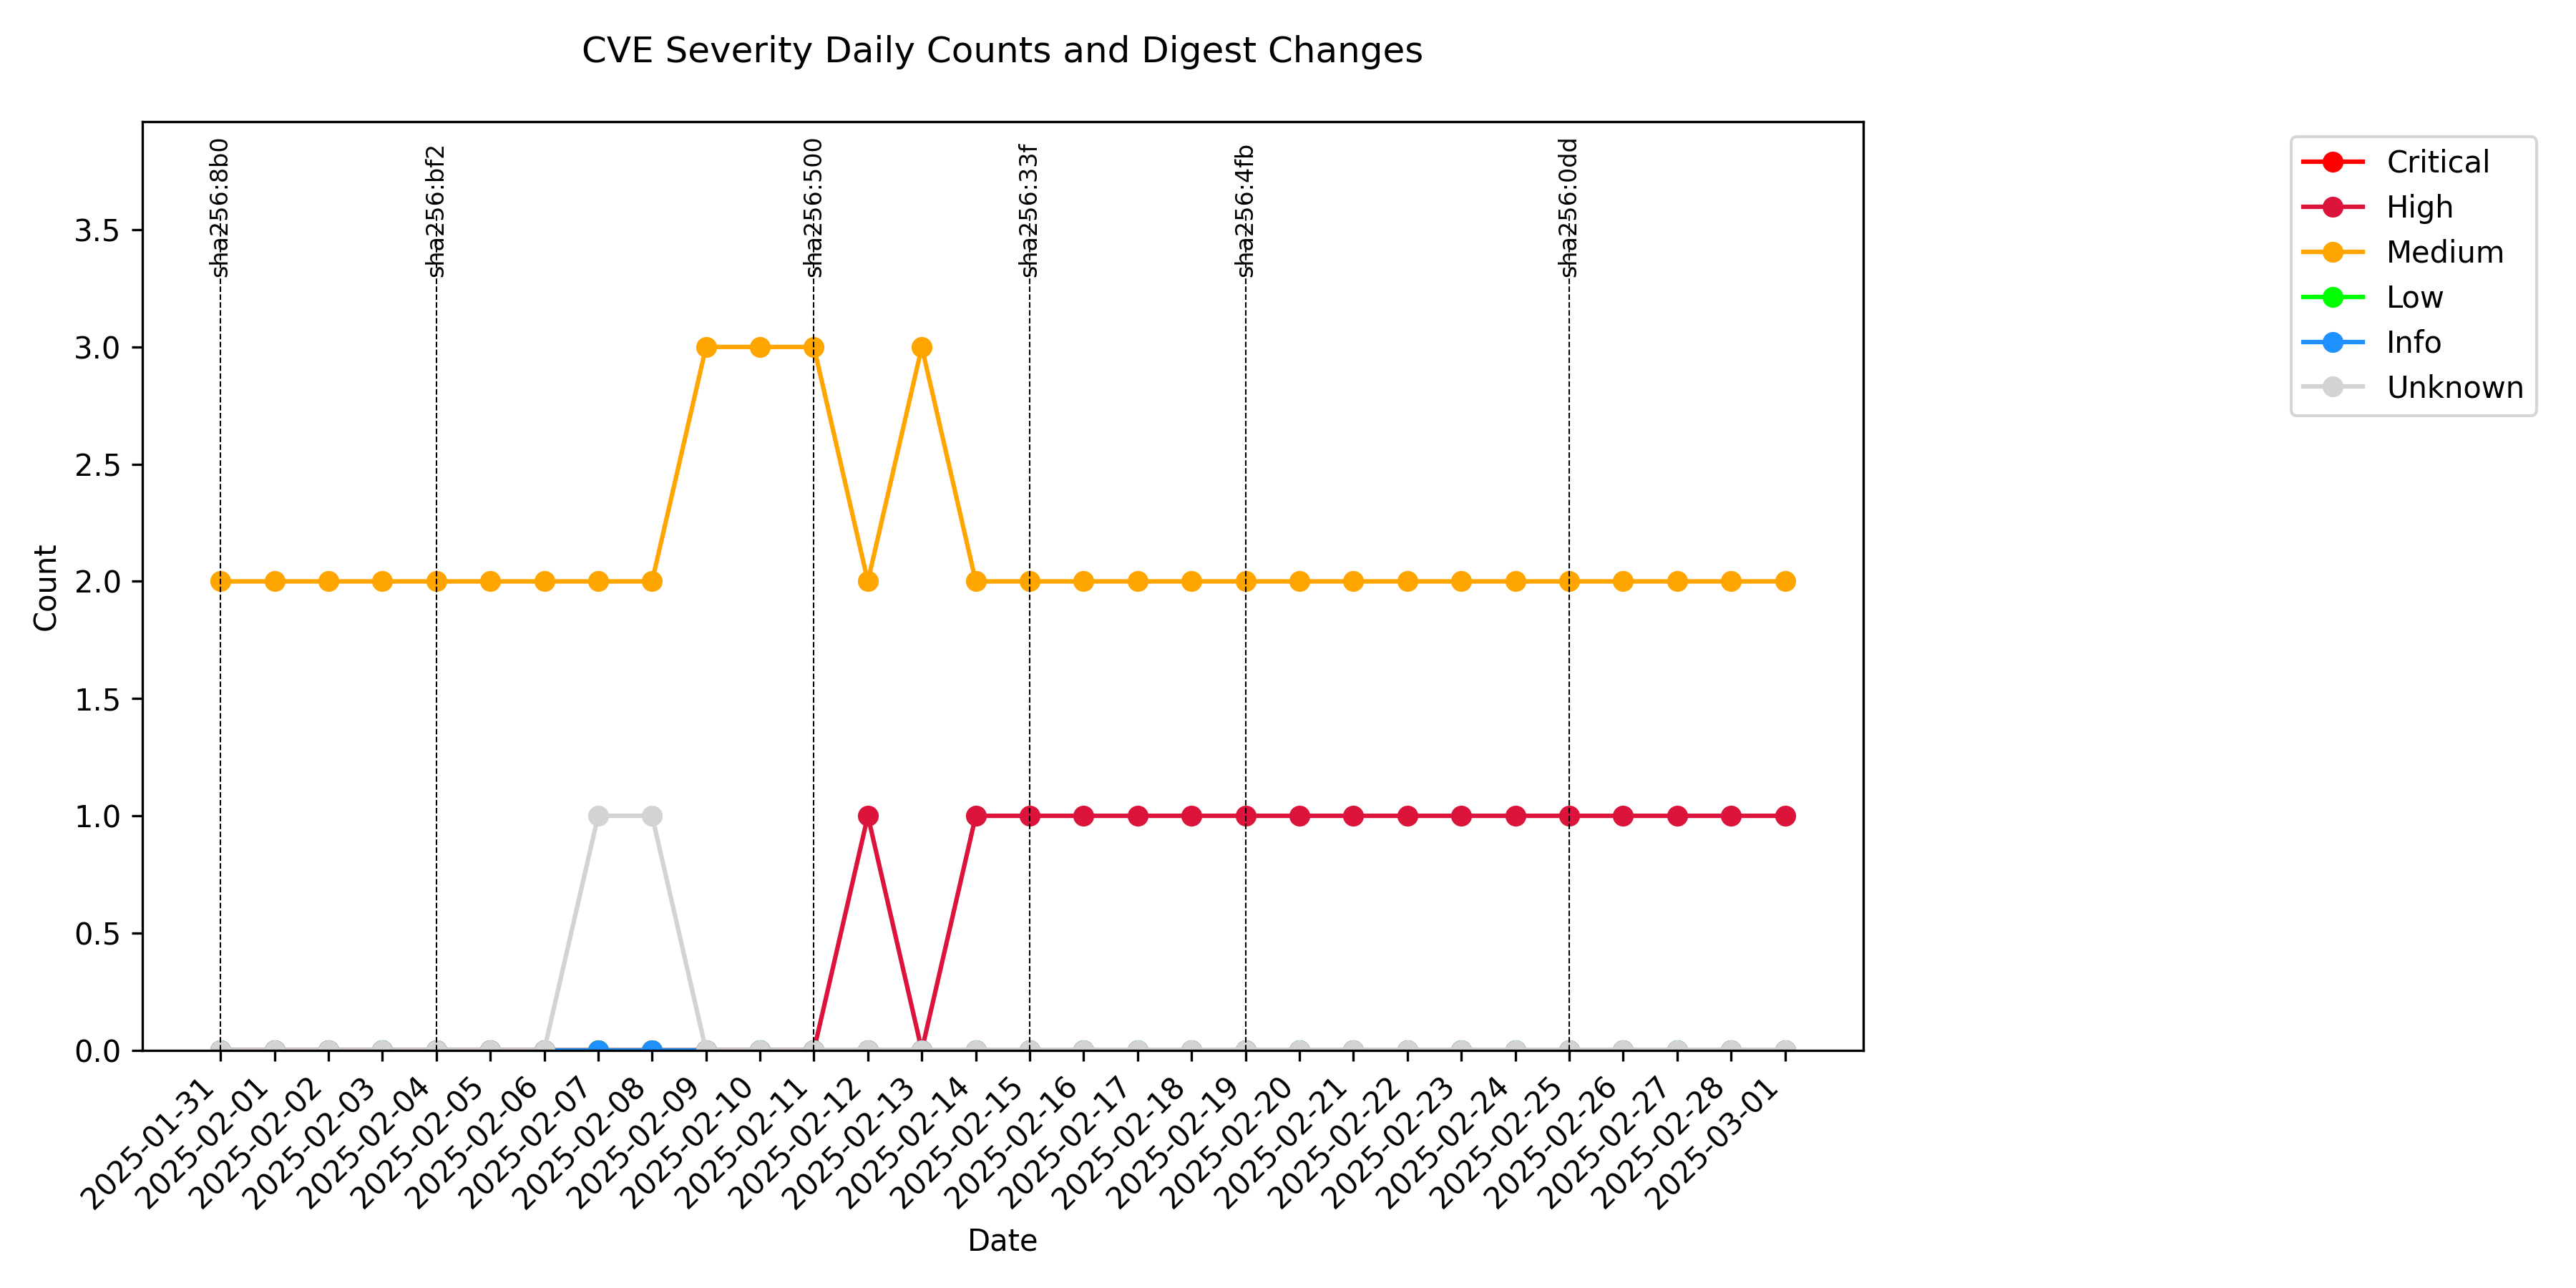 CVE Severity Daily Counts and Digest Changes
sha256:8b0
sha256:bf2
sha256:500
sha256:33f
sha256:4fb
sha256:0dd
Critical
High
Medium
Low
Info
Unknown
3.5
3.0
2.5
2.0
1.5
1.0
0.5
0.0
Count
2025-01-31
2025-02-01
2025-02-02
2025-02-03
2025-02-04
2025-02-05
2025-02-06
2025-02-07
2025-02-08
2025-02-09
2025-02-10
2025-02-11
2025-02-12
2025-02-13
2025-02-14
2025-02-15
2025-02-16
2025-02-17
2025-02-18
2025-02-19
2025-02-20
2025-02-21
2025-02-22
2025-02-23
2025-02-24
2025-02-25
2025-02-26
2025-02-27
2025-02-28
2025-03-01
Date